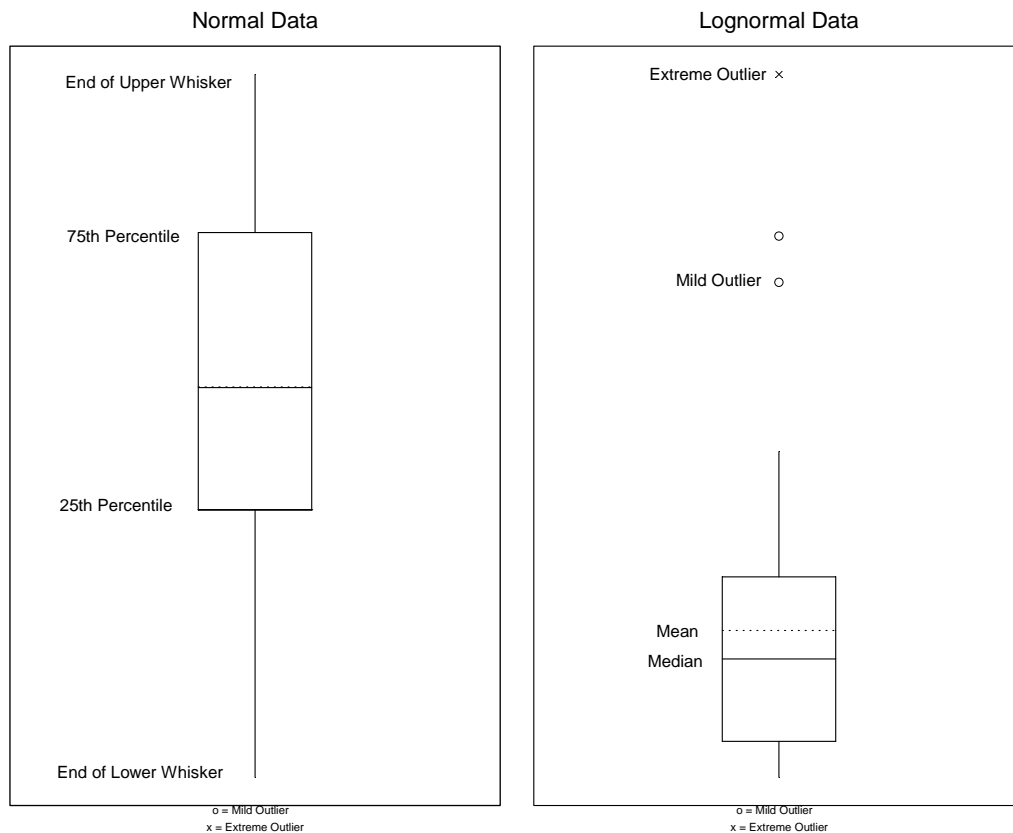 Normal Data
End of Upper Whisker
75th Percentile
25th Percentile
End of Lower Whisker
o = Mild Outlier
x = Extreme Outlier
Lognormal Data
Extreme Outlier
Mild Outlier
Mean
Median
o = Mild Outlier
x = Extreme Outlier